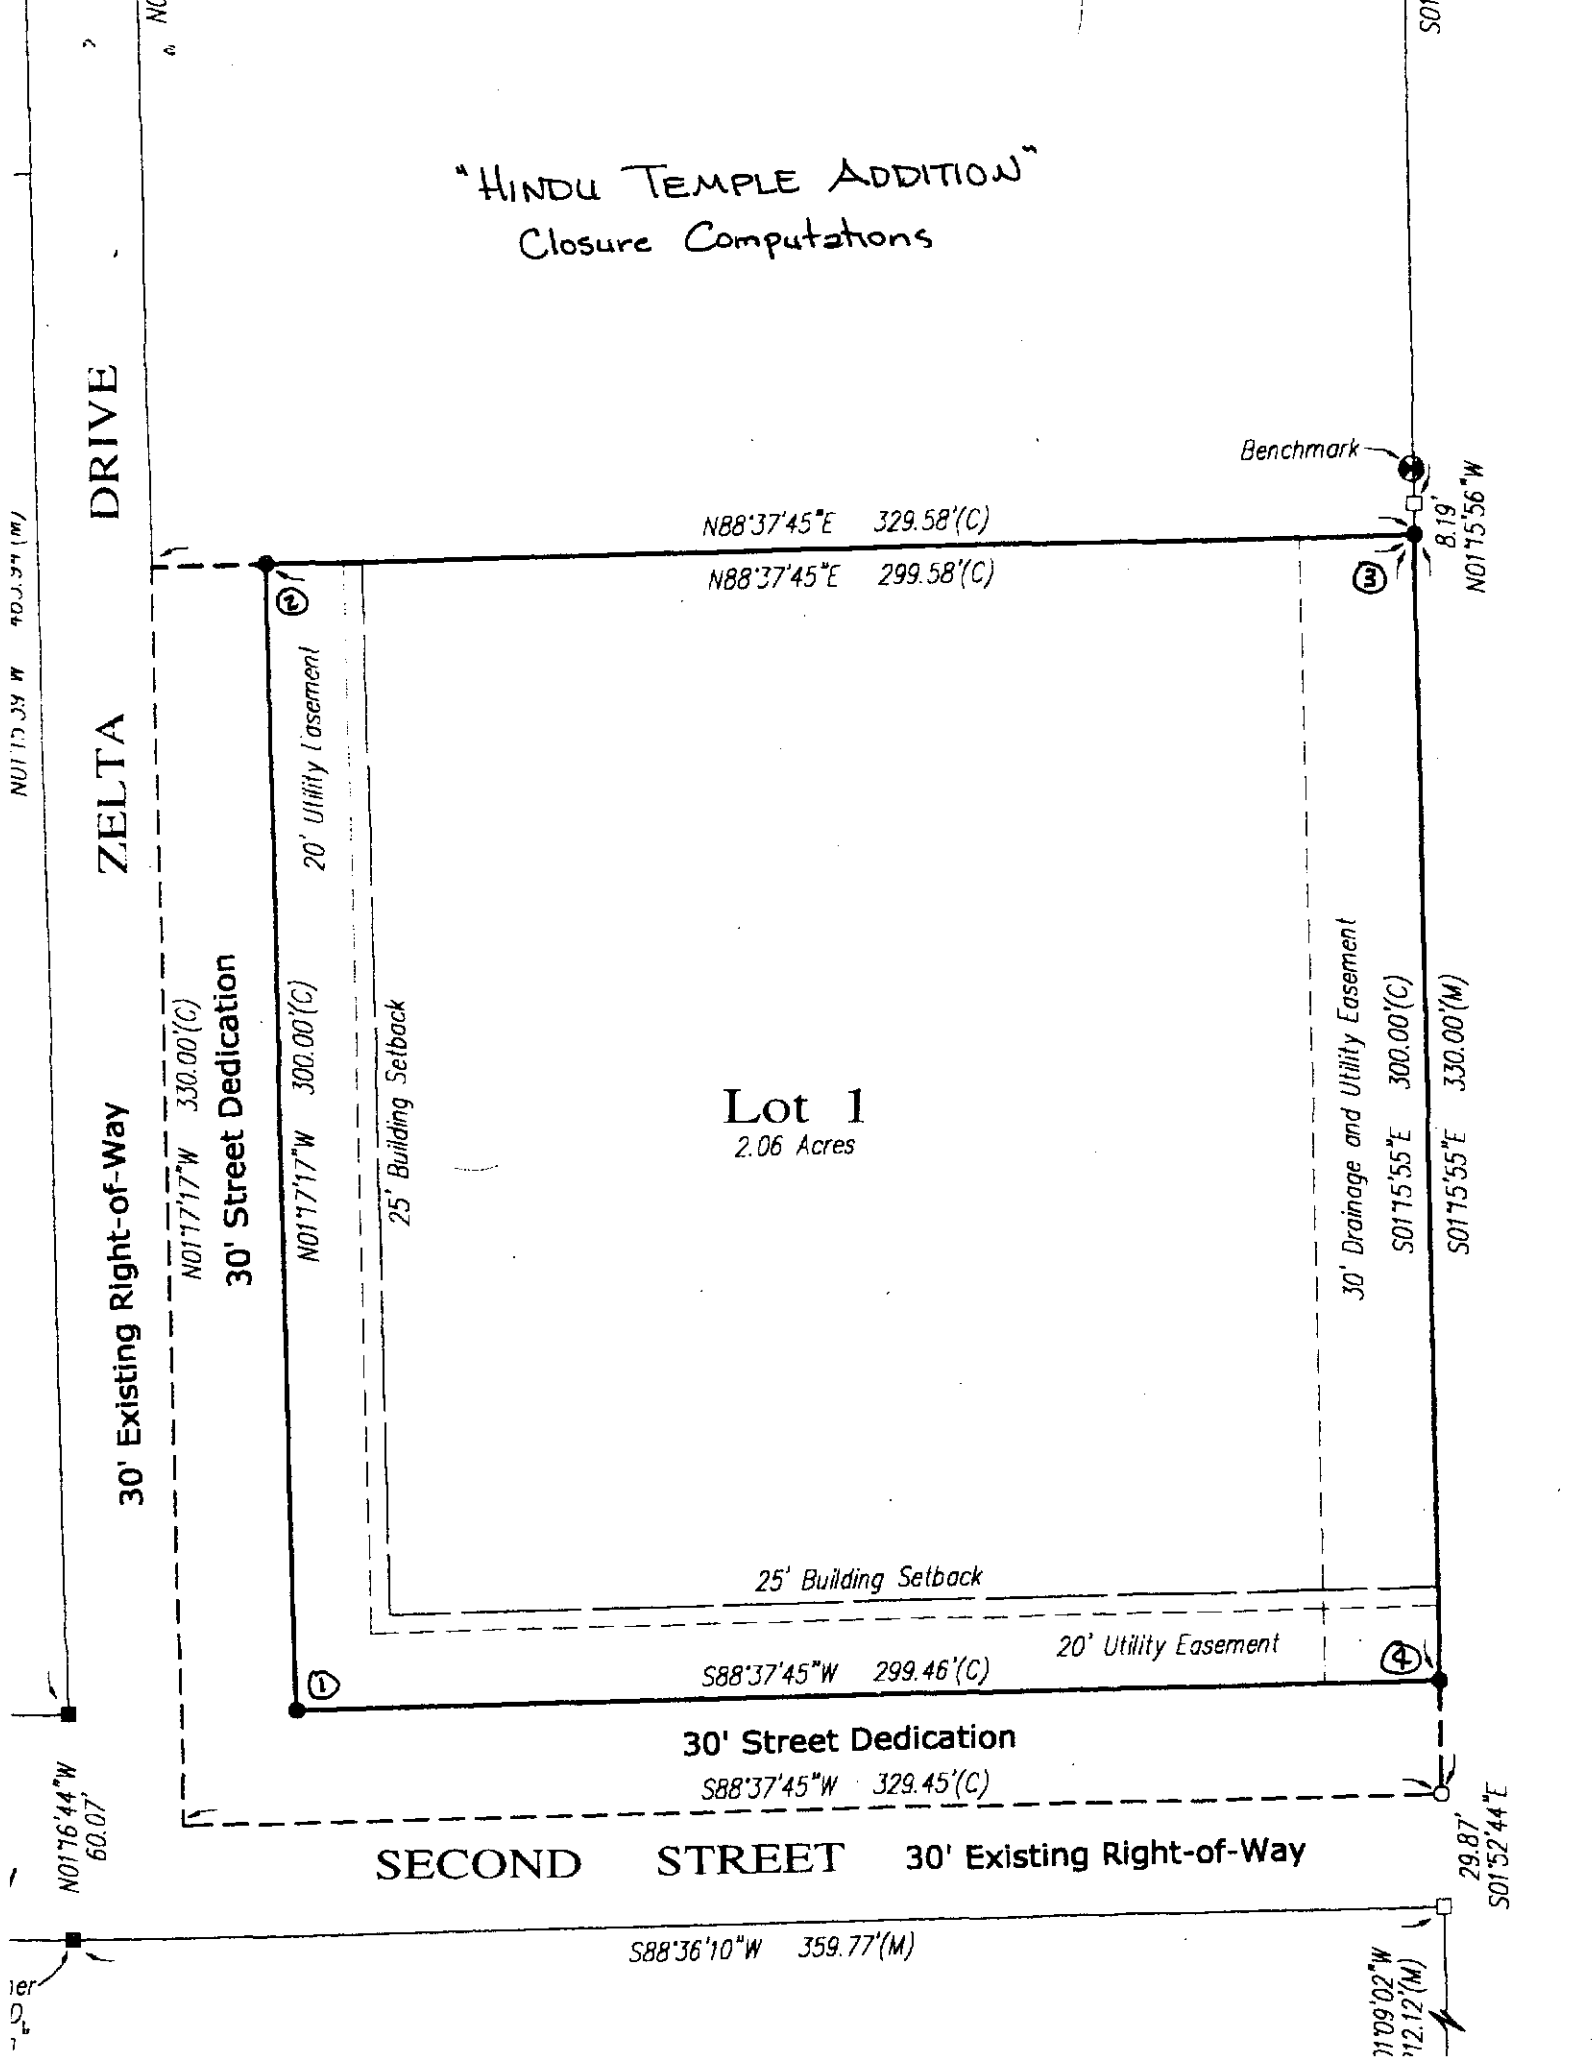 "HINDU TEMPLE ADDITION"
Closure Computations
Benchmark
8.19'
N01°15'56"W
N88°37'45"E 329.58'(C)
N88°37'45"E 299.58'(C)
2
3
ZELTA DRIVE
20' Utility Easement
30' Existing Right-of-Way
N01°17'17"W 330.00'(C)
30' Street Dedication
N01°17'17"W 300.00'(C)
25' Building Setback
Lot 1
2.06 Acres
30' Drainage and Utility Easement
S01°15'55"E 300.00'(C)
S01°15'55"E 330.00'(M)
25' Building Setback
20' Utility Easement
1
4
S88°37'45"W 299.46'(C)
30' Street Dedication
S88°37'45"W 329.45'(C)
N01°16'44"W
60.07'
SECOND STREET 30' Existing Right-of-Way
29.87'
S01°52'44"E
S88°36'10"W 359.77'(M)